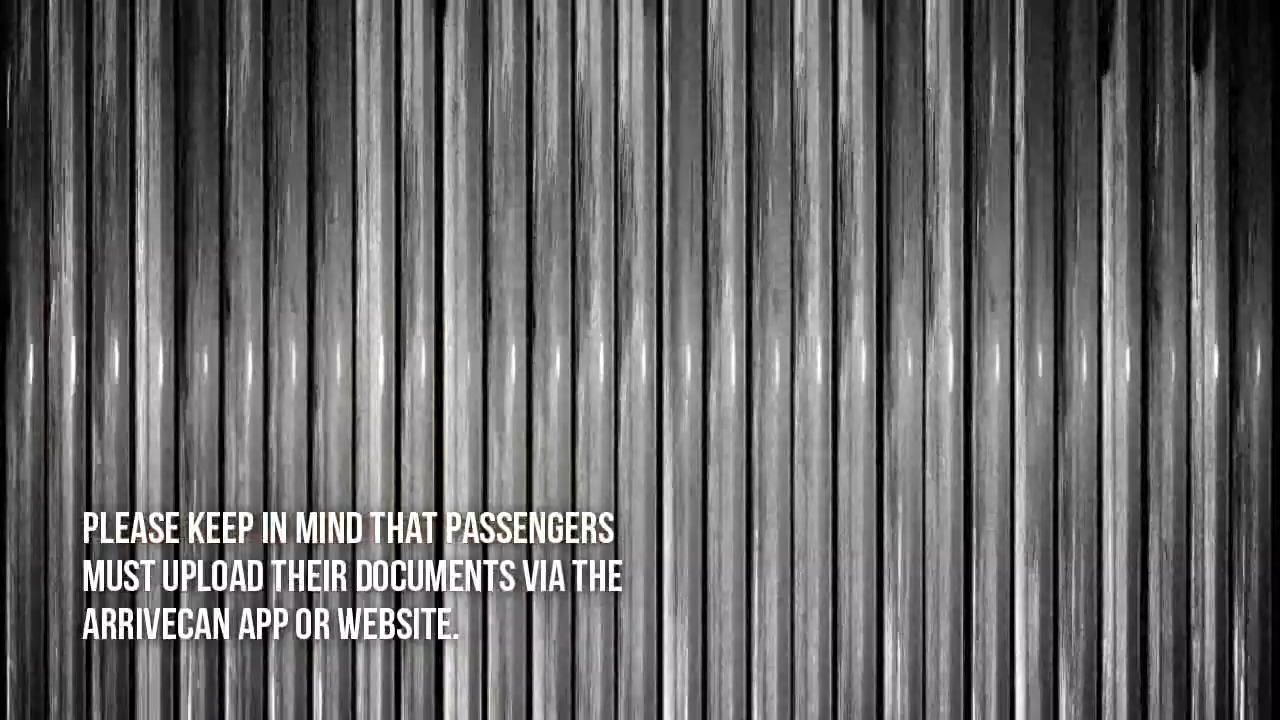 PLEASE KEEP IN MIND THAT PASSENGERS
MUST UPLOAD THEIR DOCUMENTS VIA THE
ARRIVECAN APP OR WEBSITE.